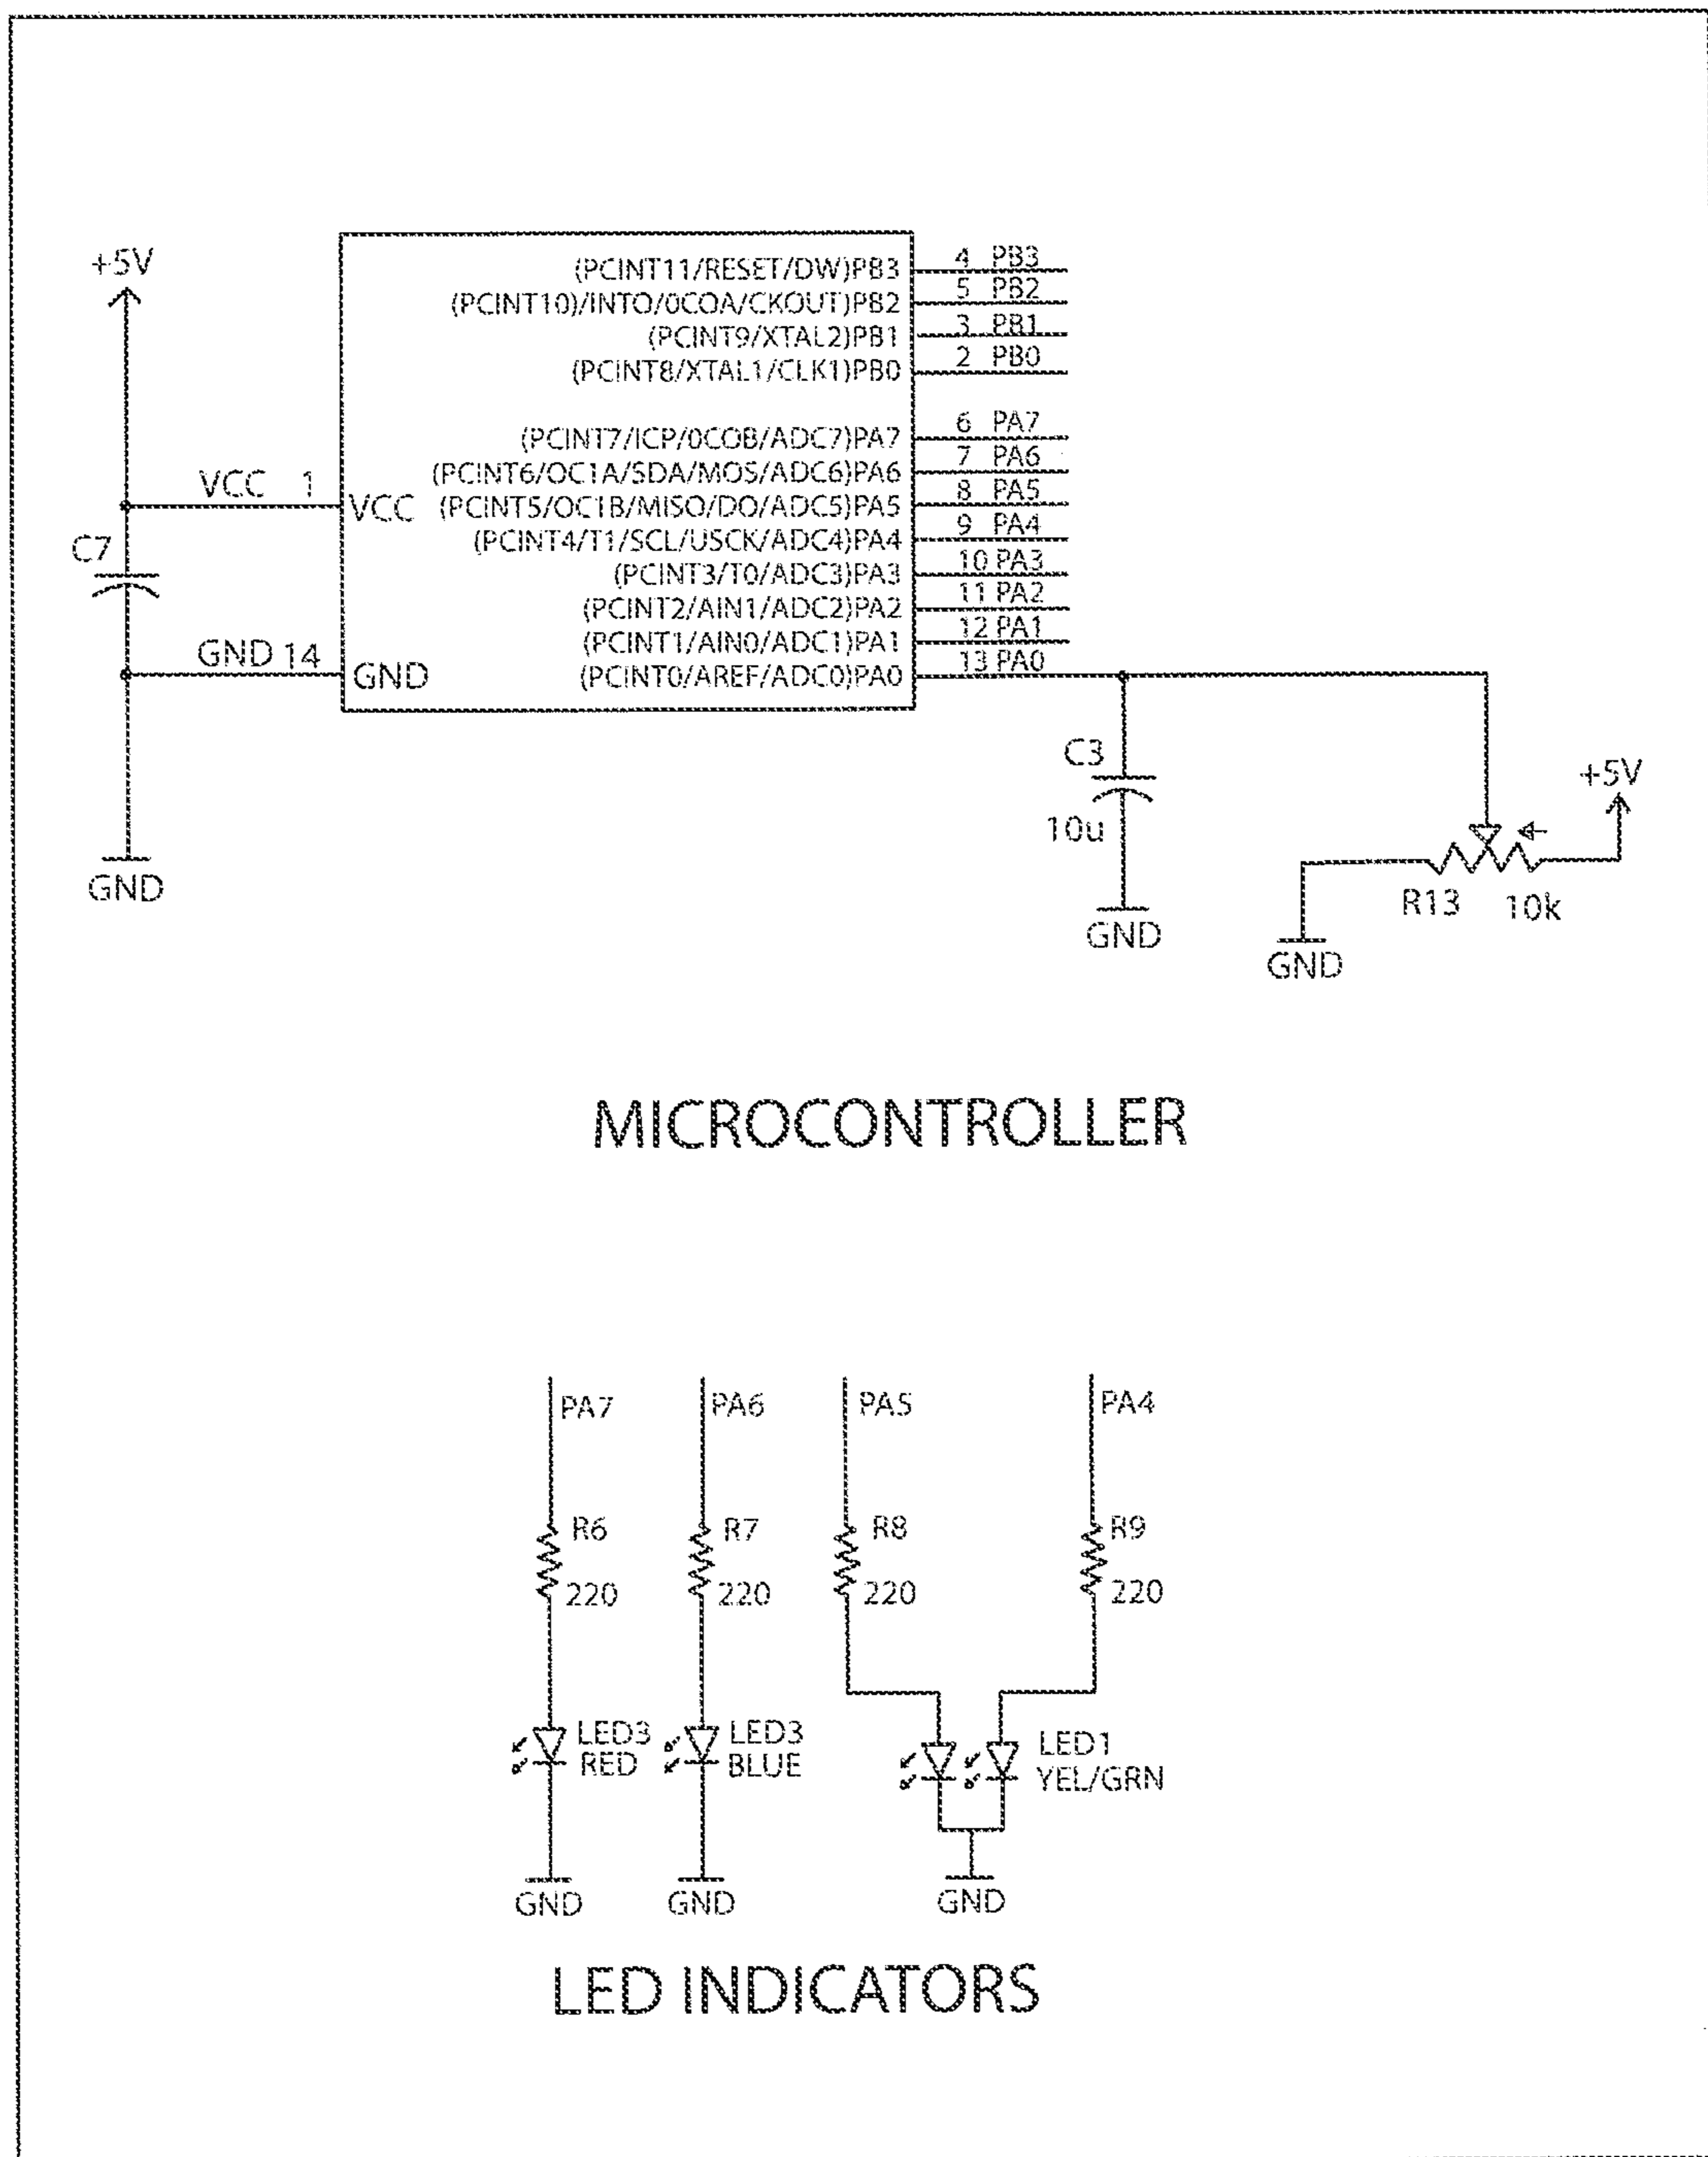 +5V
(PCINT11/RESET/DW)PB3 4 PB3
(PCINT10)/INTO/0COA/CKOUT)PB2 5 PB2
(PCINT9/XTAL2)PB1 3 PB1
(PCINT8/XTAL1/CLK1)PB0 2 PB0
(PCINT7/ICP/0COB/ADC7)PA7 6 PA7
(PCINT6/OC1A/SDA/MOS/ADC6)PA6 7 PA6
VCC 1 VCC (PCINT5/OC1B/MISO/DO/ADC5)PA5 8 PA5
(PCINT4/T1/SCL/USCK/ADC4)PA4 9 PA4
C7
(PCINT3/T0/ADC3)PA3 10 PA3
(PCINT2/AIN1/ADC2)PA2 11 PA2
(PCINT1/AIN0/ADC1)PA1 12 PA1
GND 14 GND (PCINT0/AREF/ADC0)PA0 13 PA0
C3
10u
+5V
GND
R13 10k
GND
GND
MICROCONTROLLER
PA7 PA6 PA5 PA4
R6 R7 R8 R9
220 220 220 220
LED3 LED3 LED1
RED BLUE YEL/GRN
GND GND GND
LED INDICATORS